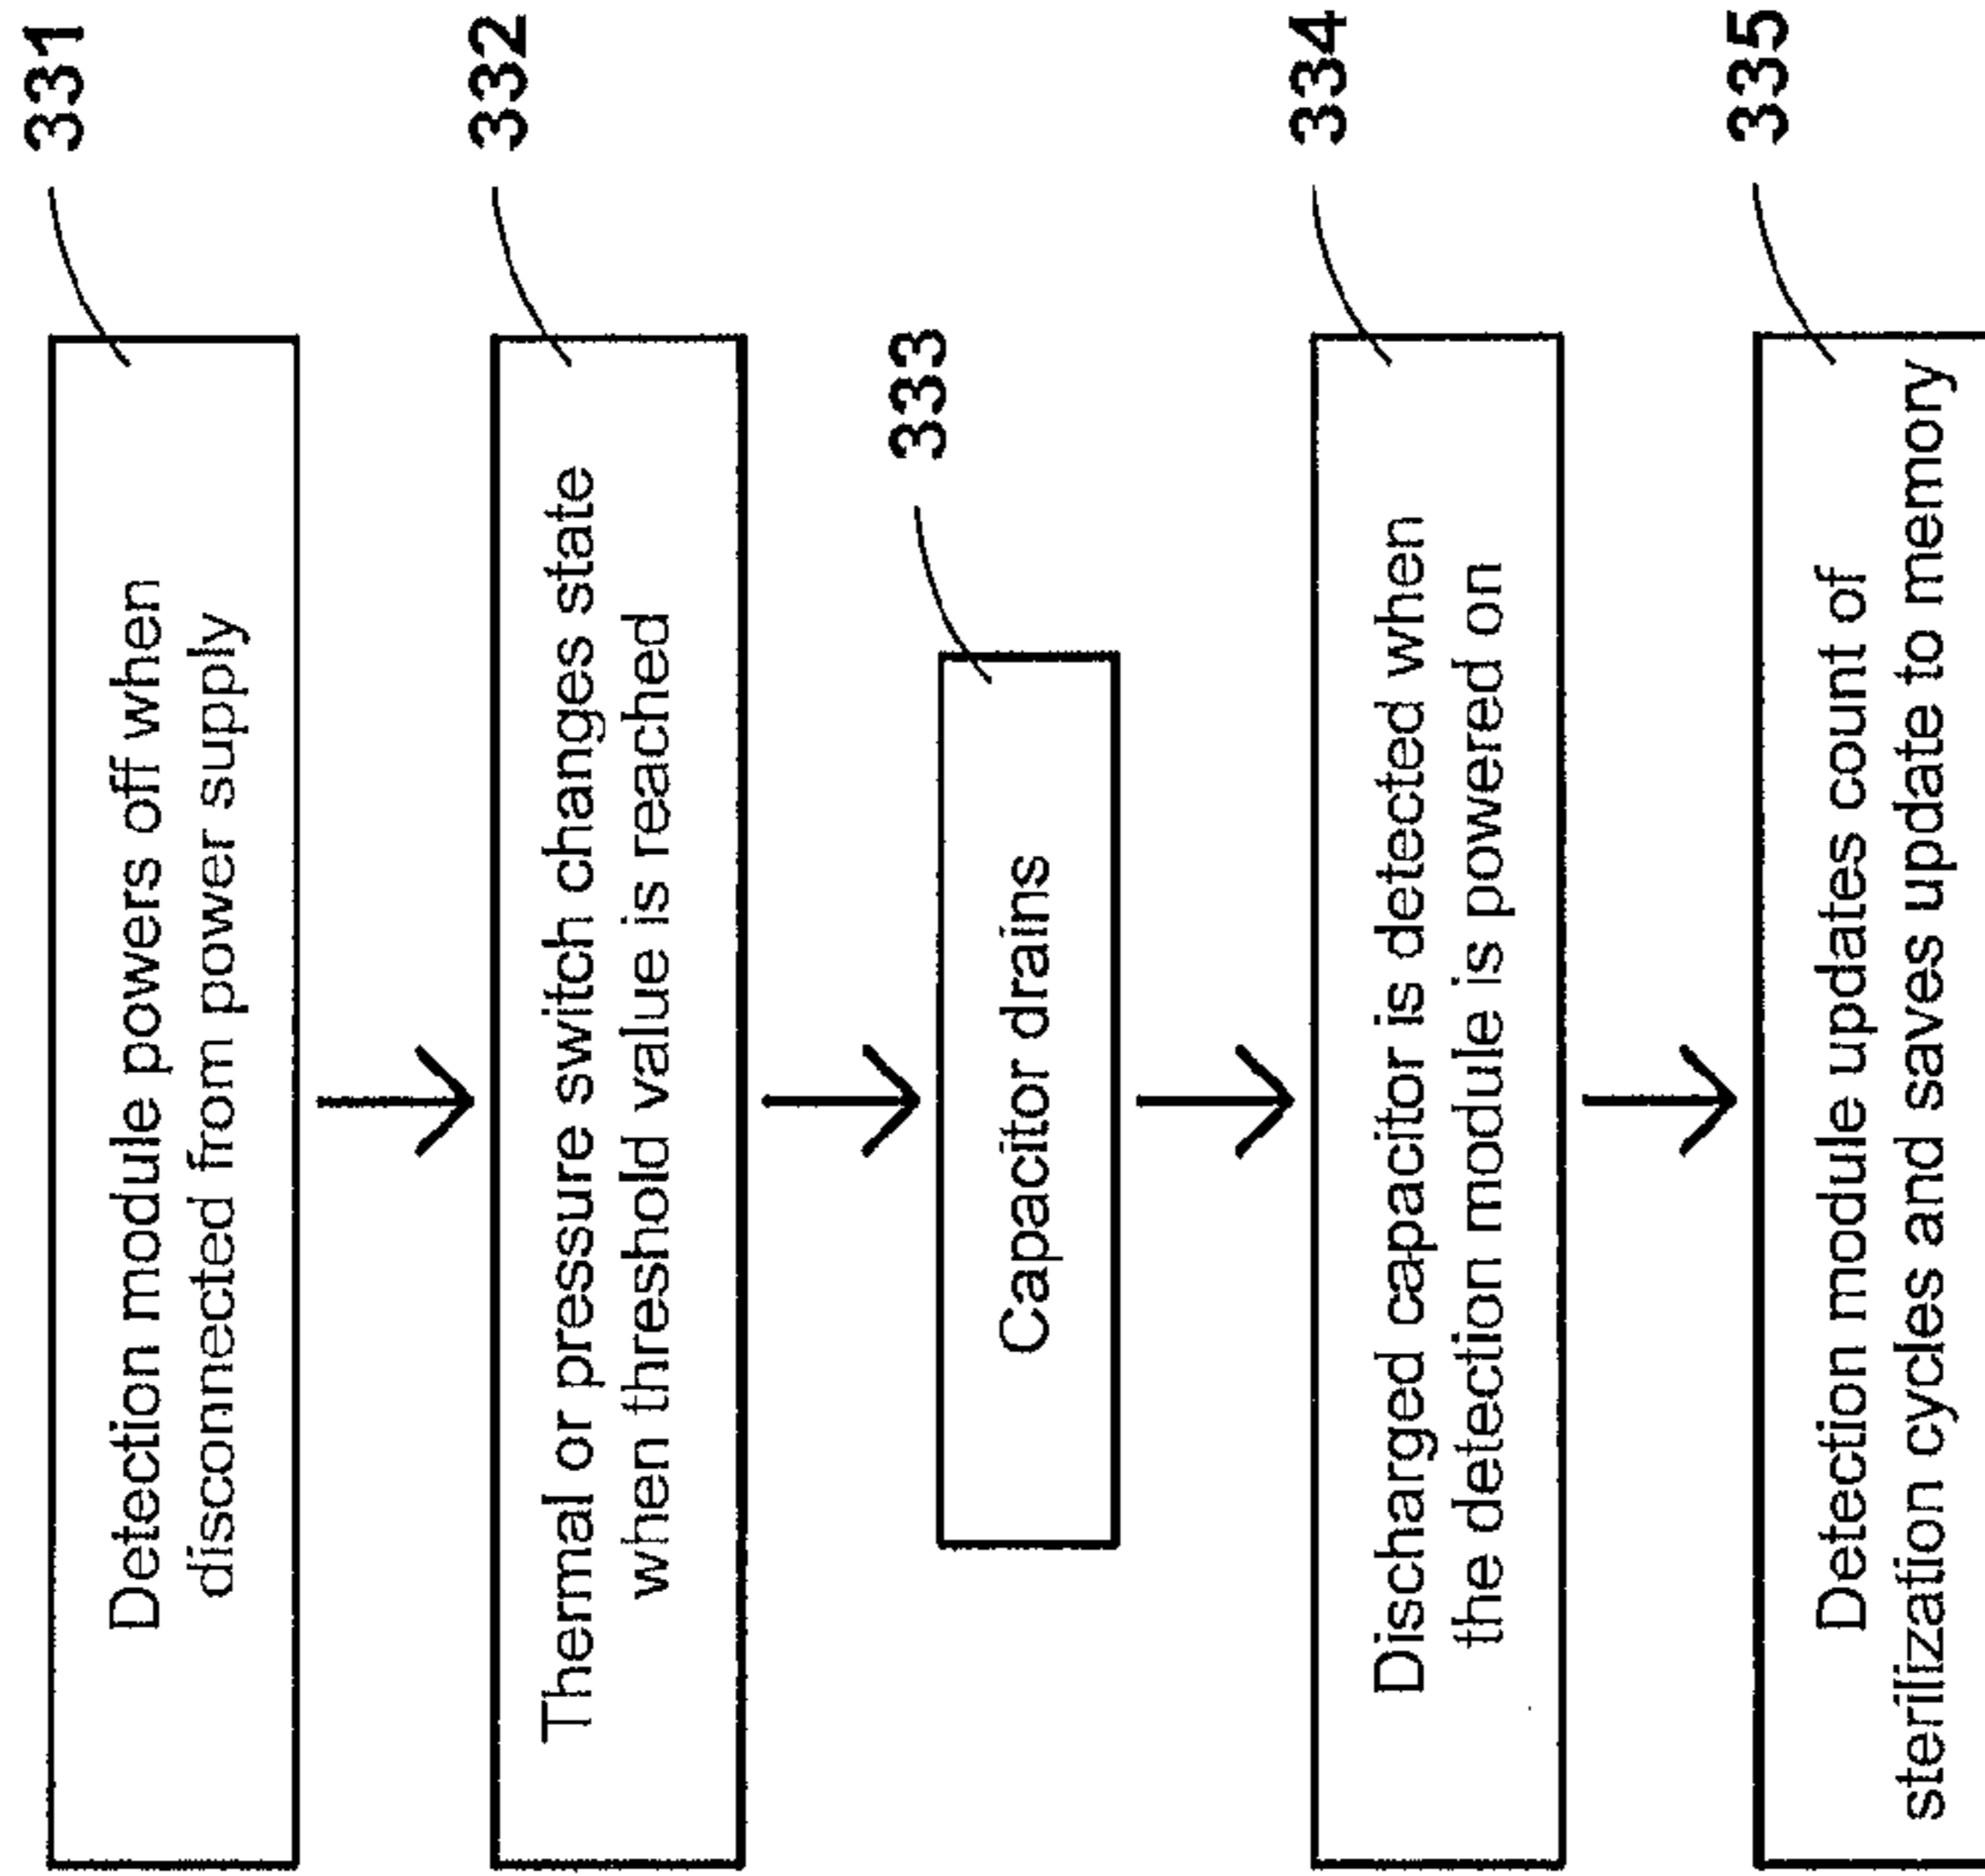 331
Detection module powers off when
disconnected from power supply
332
Thermal or pressure switch changes state
when threshold value is reached
333
Capacitor drains
334
Discharged capacitor is detected when
the detection module is powered on
335
Detection module updates count of
sterilization cycles and saves update to memory